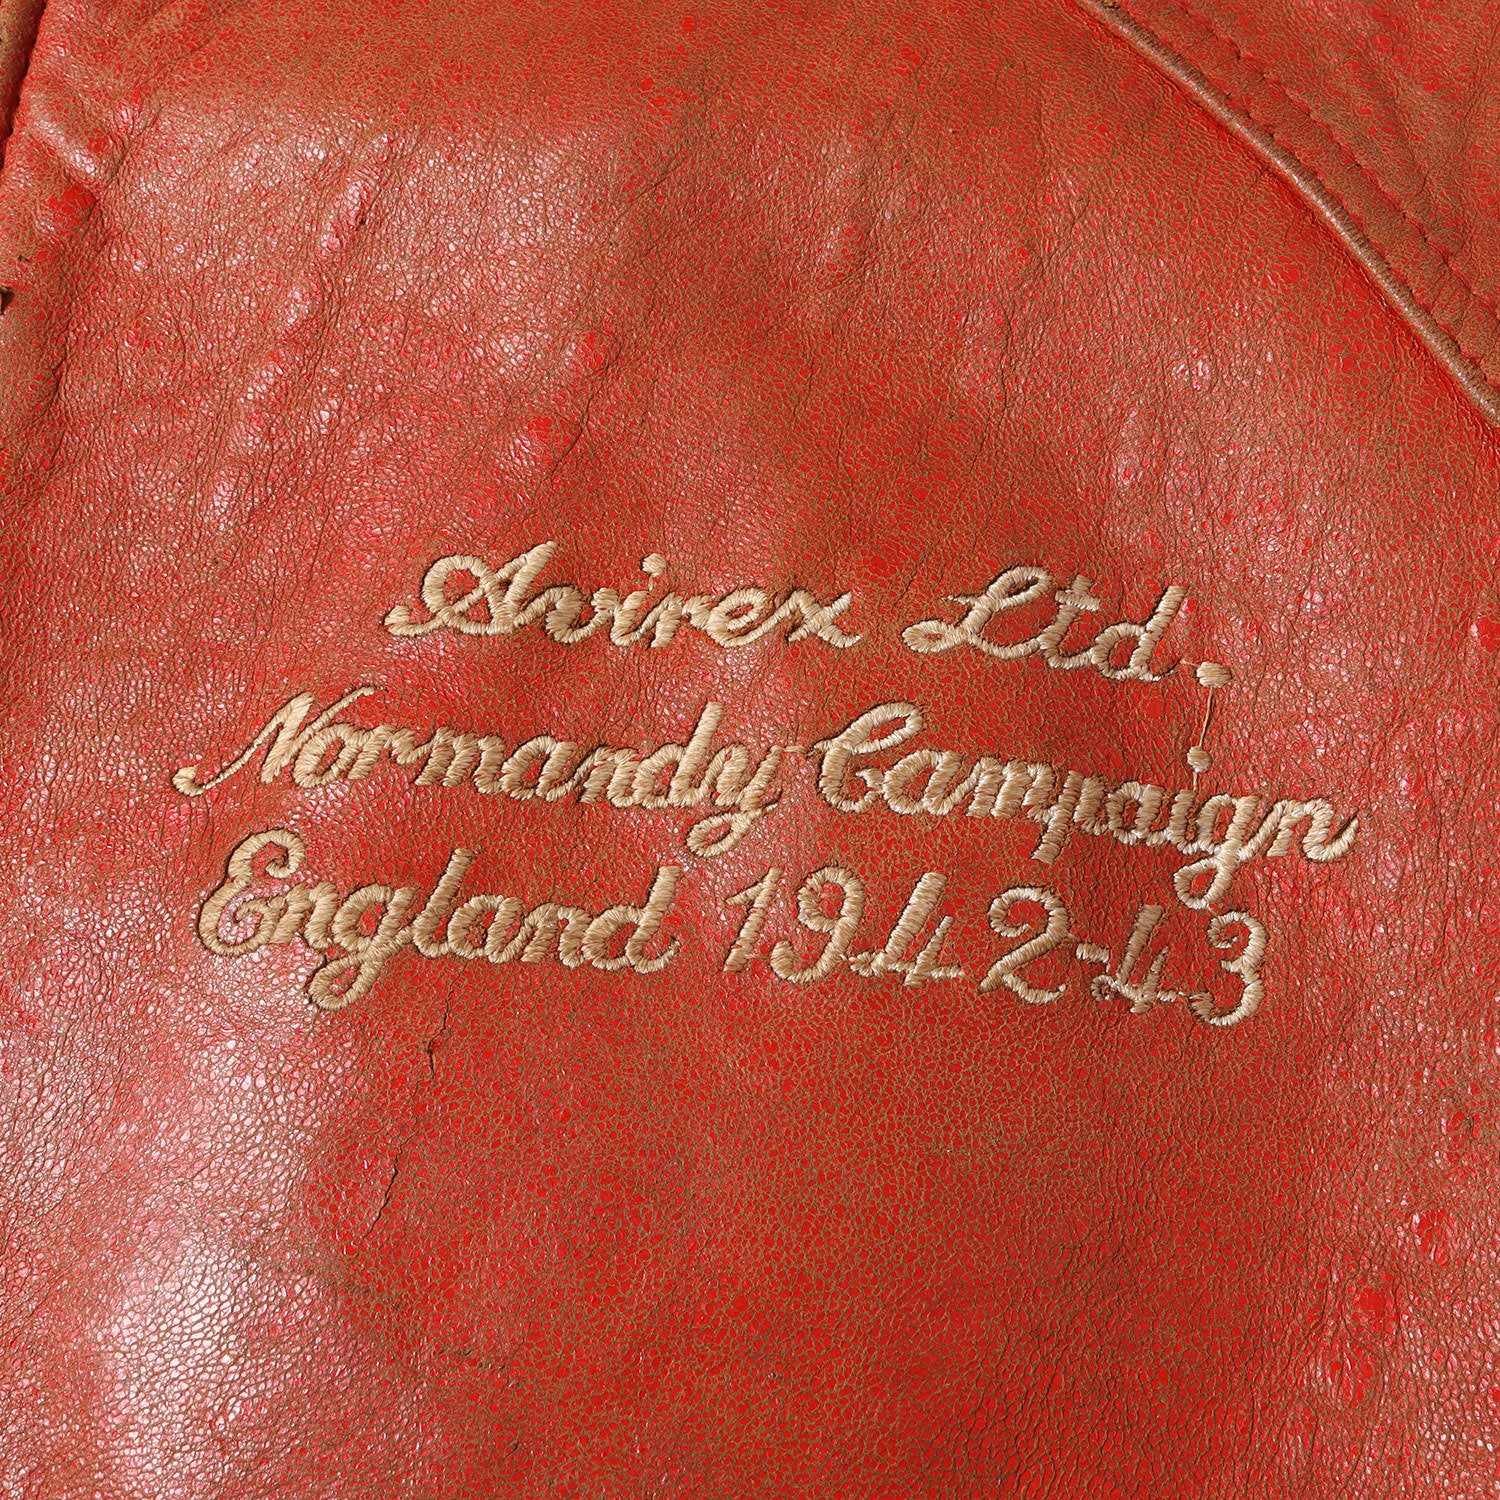 Avirex Ltd.
Normandy Campaign
England 1942-43